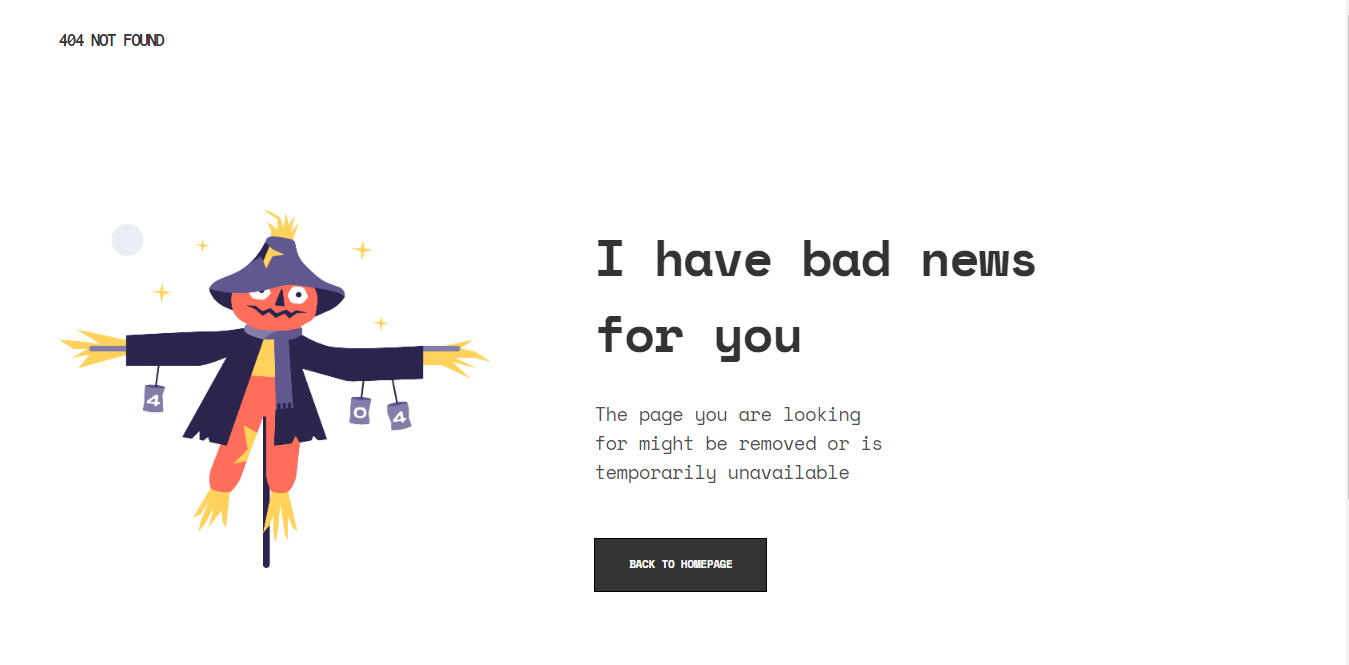 404 NOT FOUND
I have bad news
for you
The page you are looking
for might be removed or is
temporarily unavailable
4
0
4
BACK TO HOMEPAGE